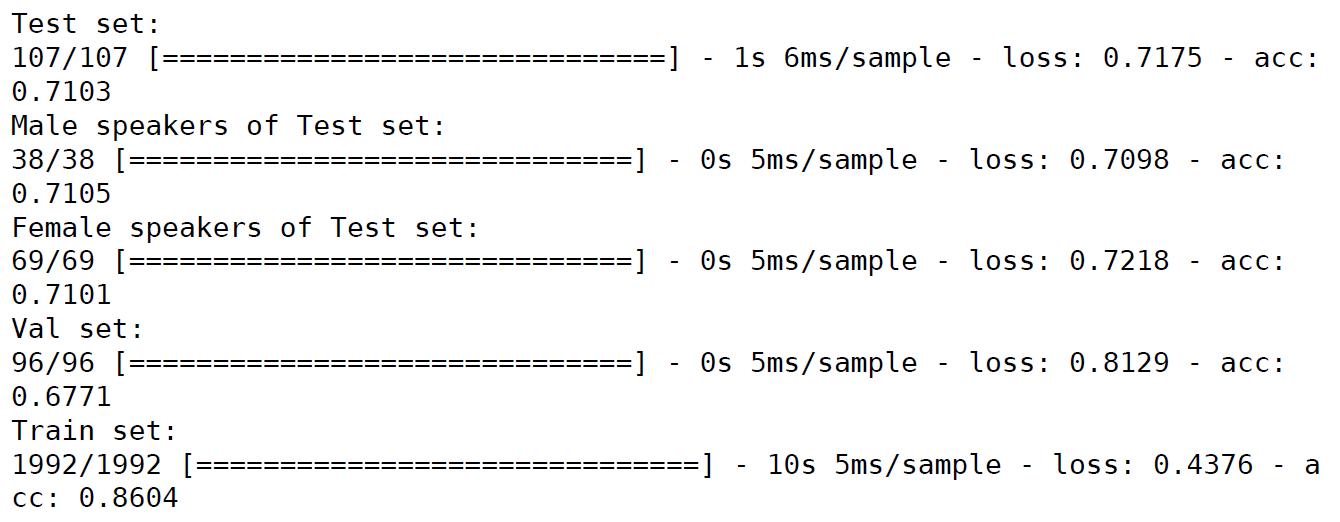 Test set:
107/107 [==============================] - 1s 6ms/sample - loss: 0.7175 - acc:
0.7103
Male speakers of Test set:
38/38 [==============================] - 0s 5ms/sample - loss: 0.7098 - acc:
0.7105
Female speakers of Test set:
69/69 [==============================] - 0s 5ms/sample - loss: 0.7218 - acc:
0.7101
Val set:
96/96 [==============================] - 0s 5ms/sample - loss: 0.8129 - acc:
0.6771
Train set:
1992/1992 [==============================] - 10s 5ms/sample - loss: 0.4376 - a
cc: 0.8604